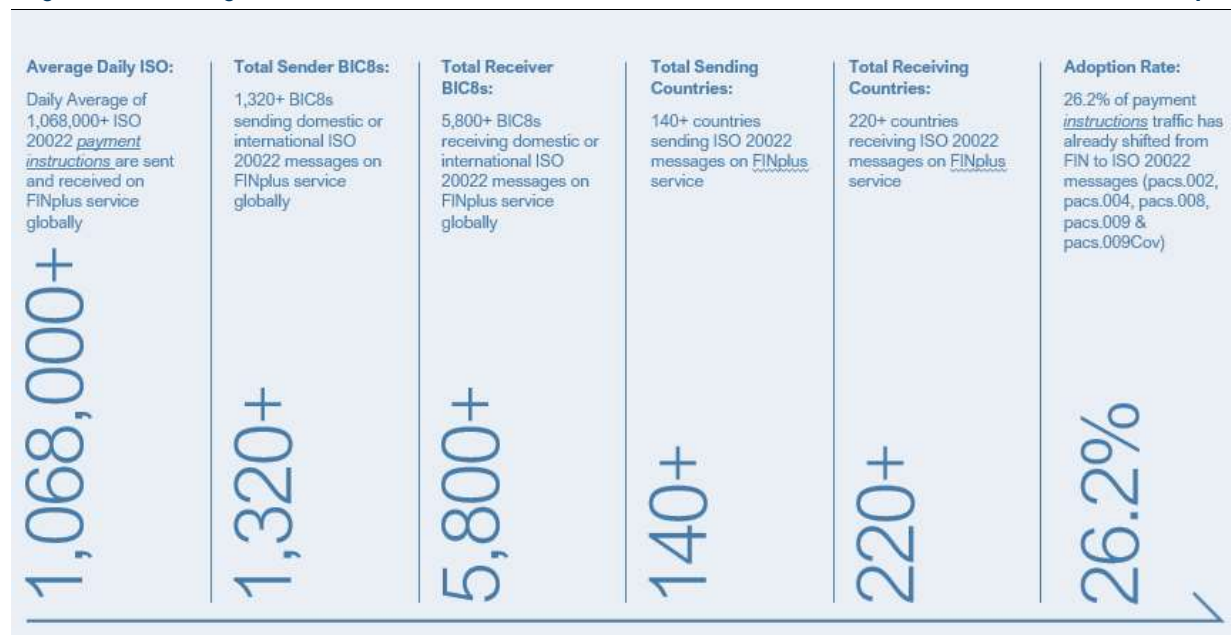 Average Daily ISO:
Daily Average of
1,068,000+ ISO
20022 payment
instructions are sent
and received on
FINplus service
globally
1,068,000+
Total Sender BIC8s:
1,320+ BIC8s
sending domestic or
international ISO
20022 messages on
FINplus service
globally
1,320+
Total Receiver
BIC8s:
5,800+ BIC8s
receiving domestic or
international ISO
20022 messages on
FINplus service
globally
5,800+
Total Sending
Countries:
140+ countries
sending ISO 20022
messages on FINplus
service
140+
Total Receiving
Countries:
220+ countries
receiving ISO 20022
messages on FINplus
service
220+
Adoption Rate:
26.2% of payment
instructions traffic has
already shifted from
FIN to ISO 20022
messages (pacs.002,
pacs.004, pacs.008,
pacs.009 &
pacs.009Cov)
26.2%